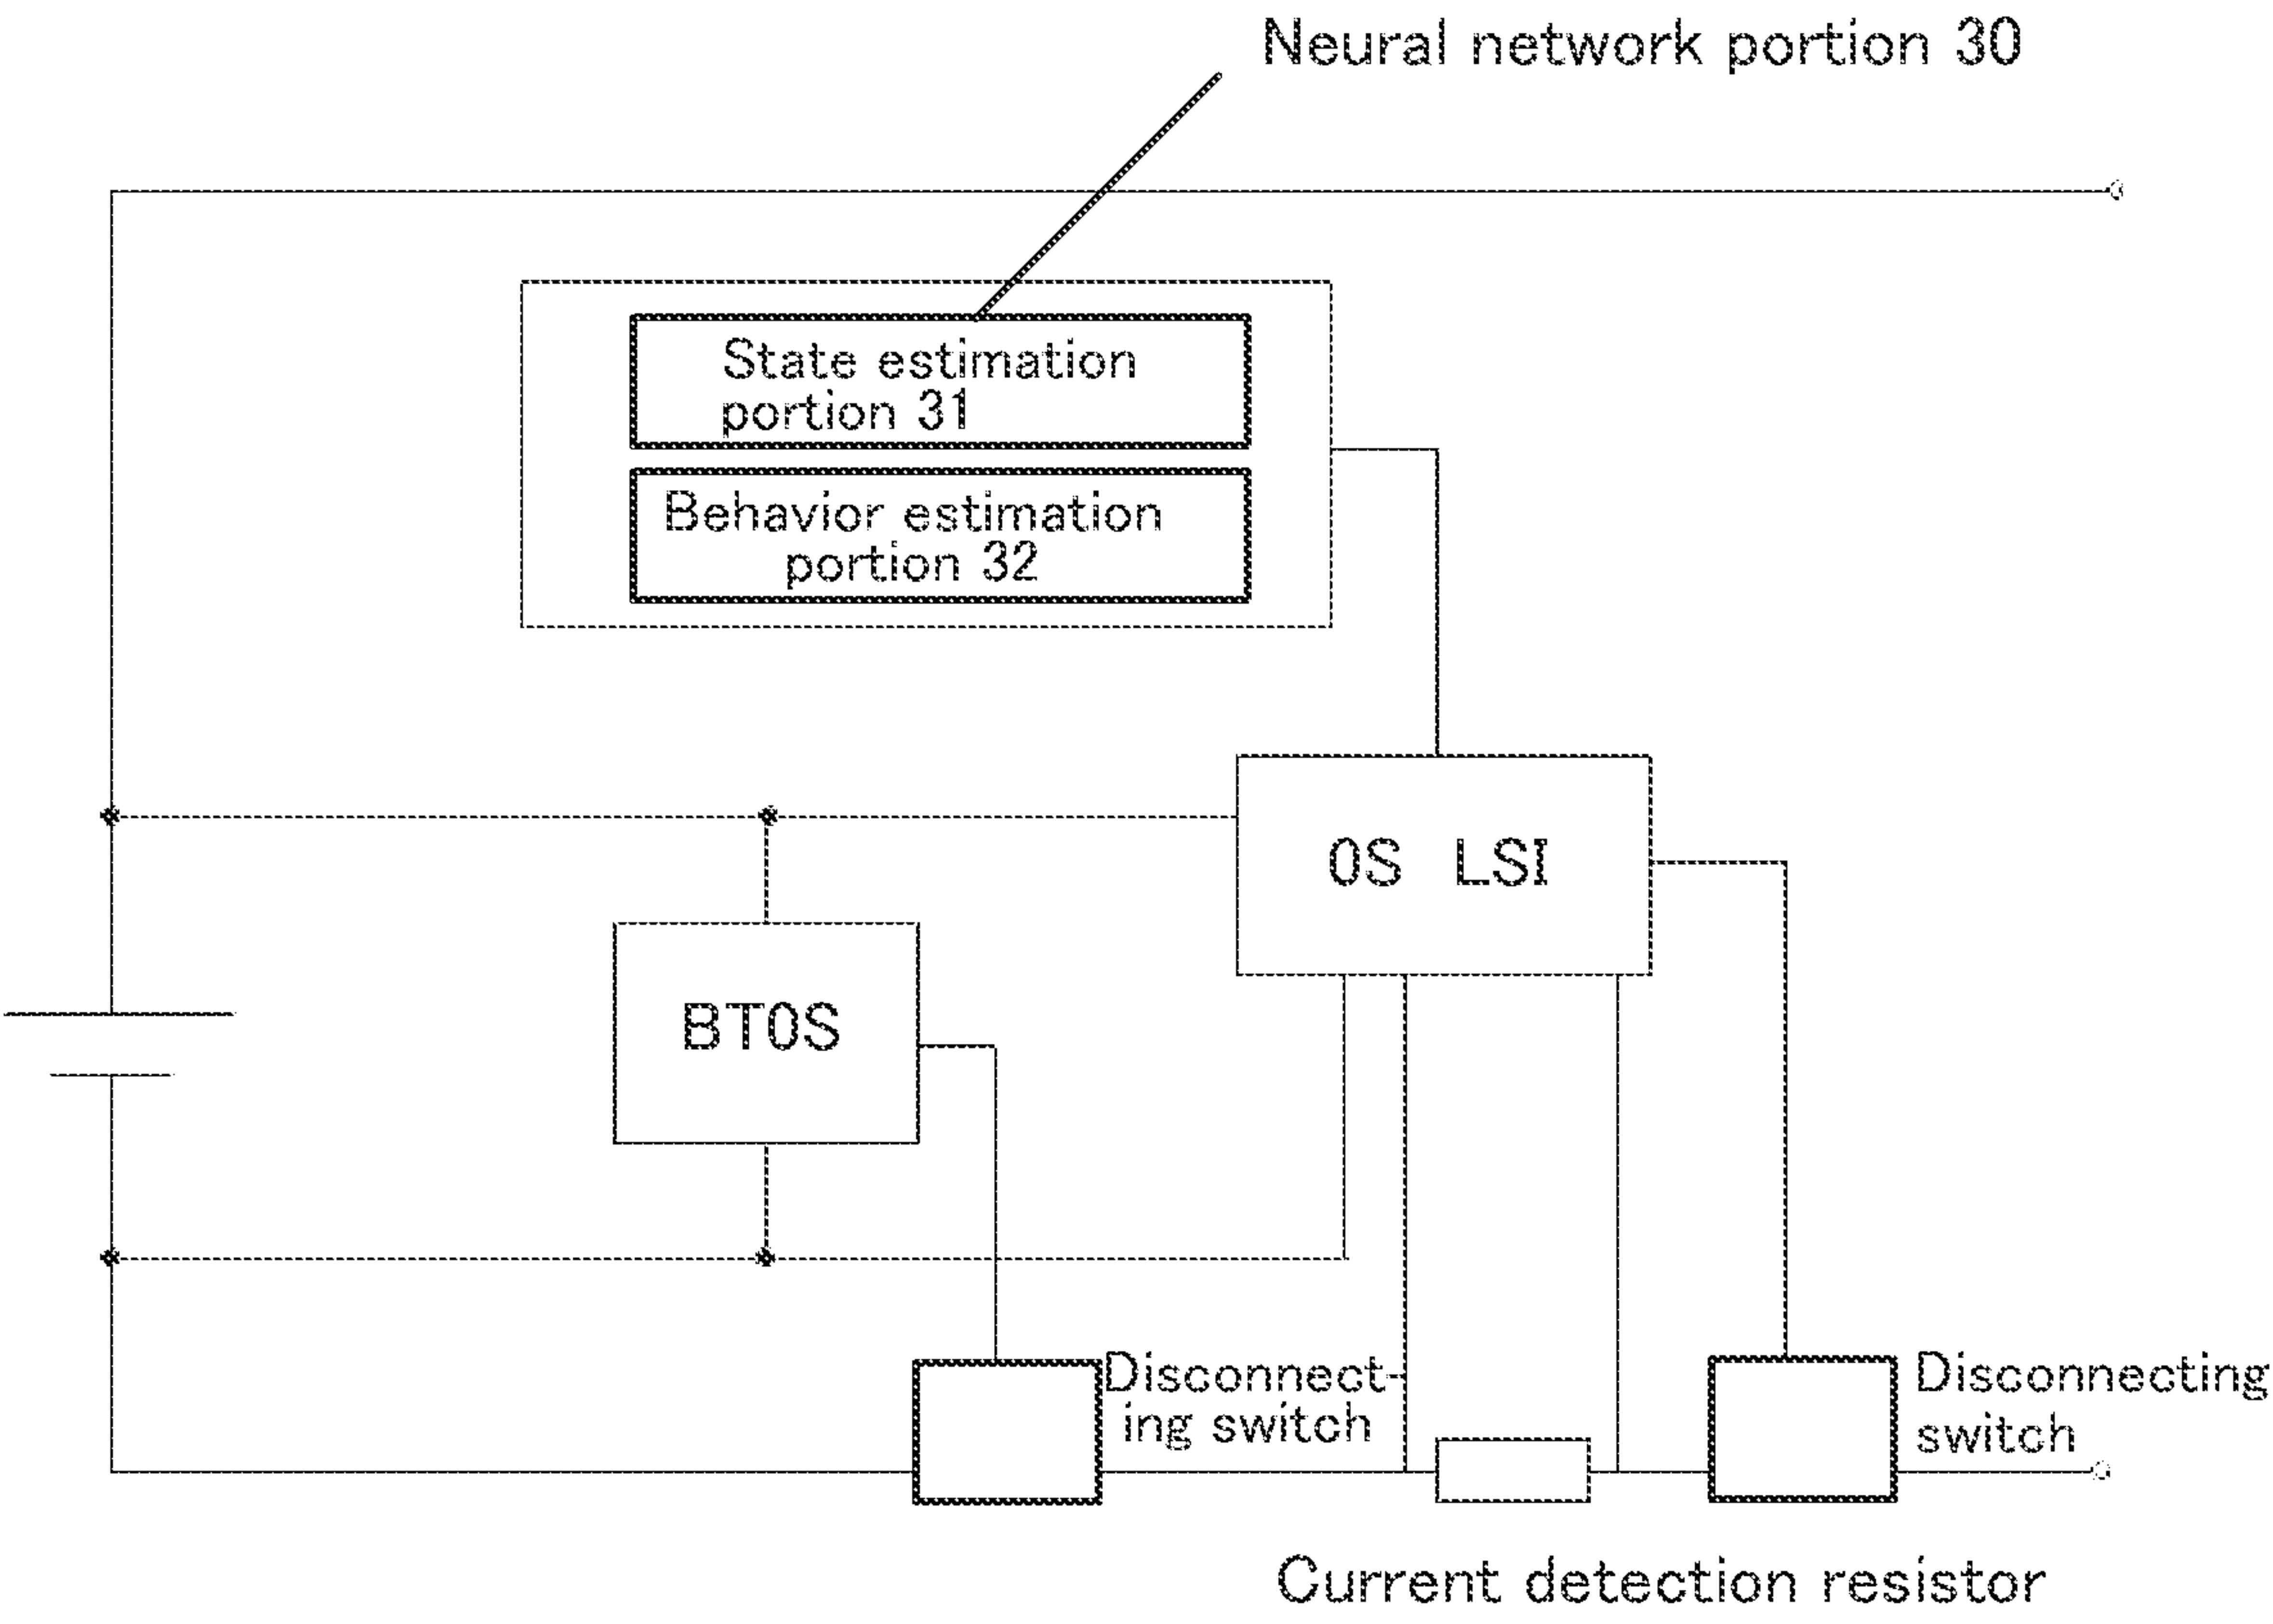 Neural network portion 30
State estimation
portion 31
Behavior estimation
portion 32
OS LSI
BTOS
Disconnect-
ing switch
Disconnecting
switch
Current detection resistor